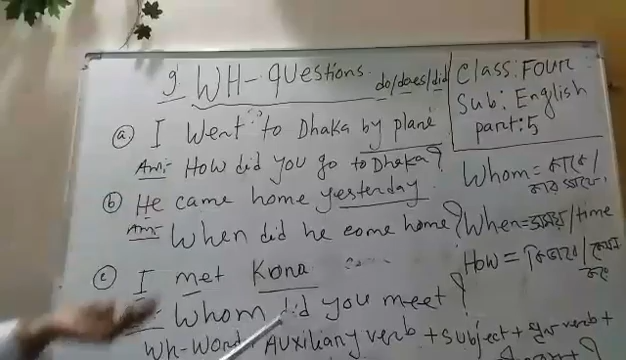 9 WH-Questions. do/does/did
Class: Four
Sub: English
part: 5
(a) I went to Dhaka by plane
Ans:- How did you go to Dhaka?
(b) He came home yesterday
Ans:- When did he come home?
(c) I met Kona
Whom did you meet?
Wh-Word + Auxiliary verb + Subject + মূল verb +
Whom = কাকে/
When = সময়/time
How = কিভাবে/